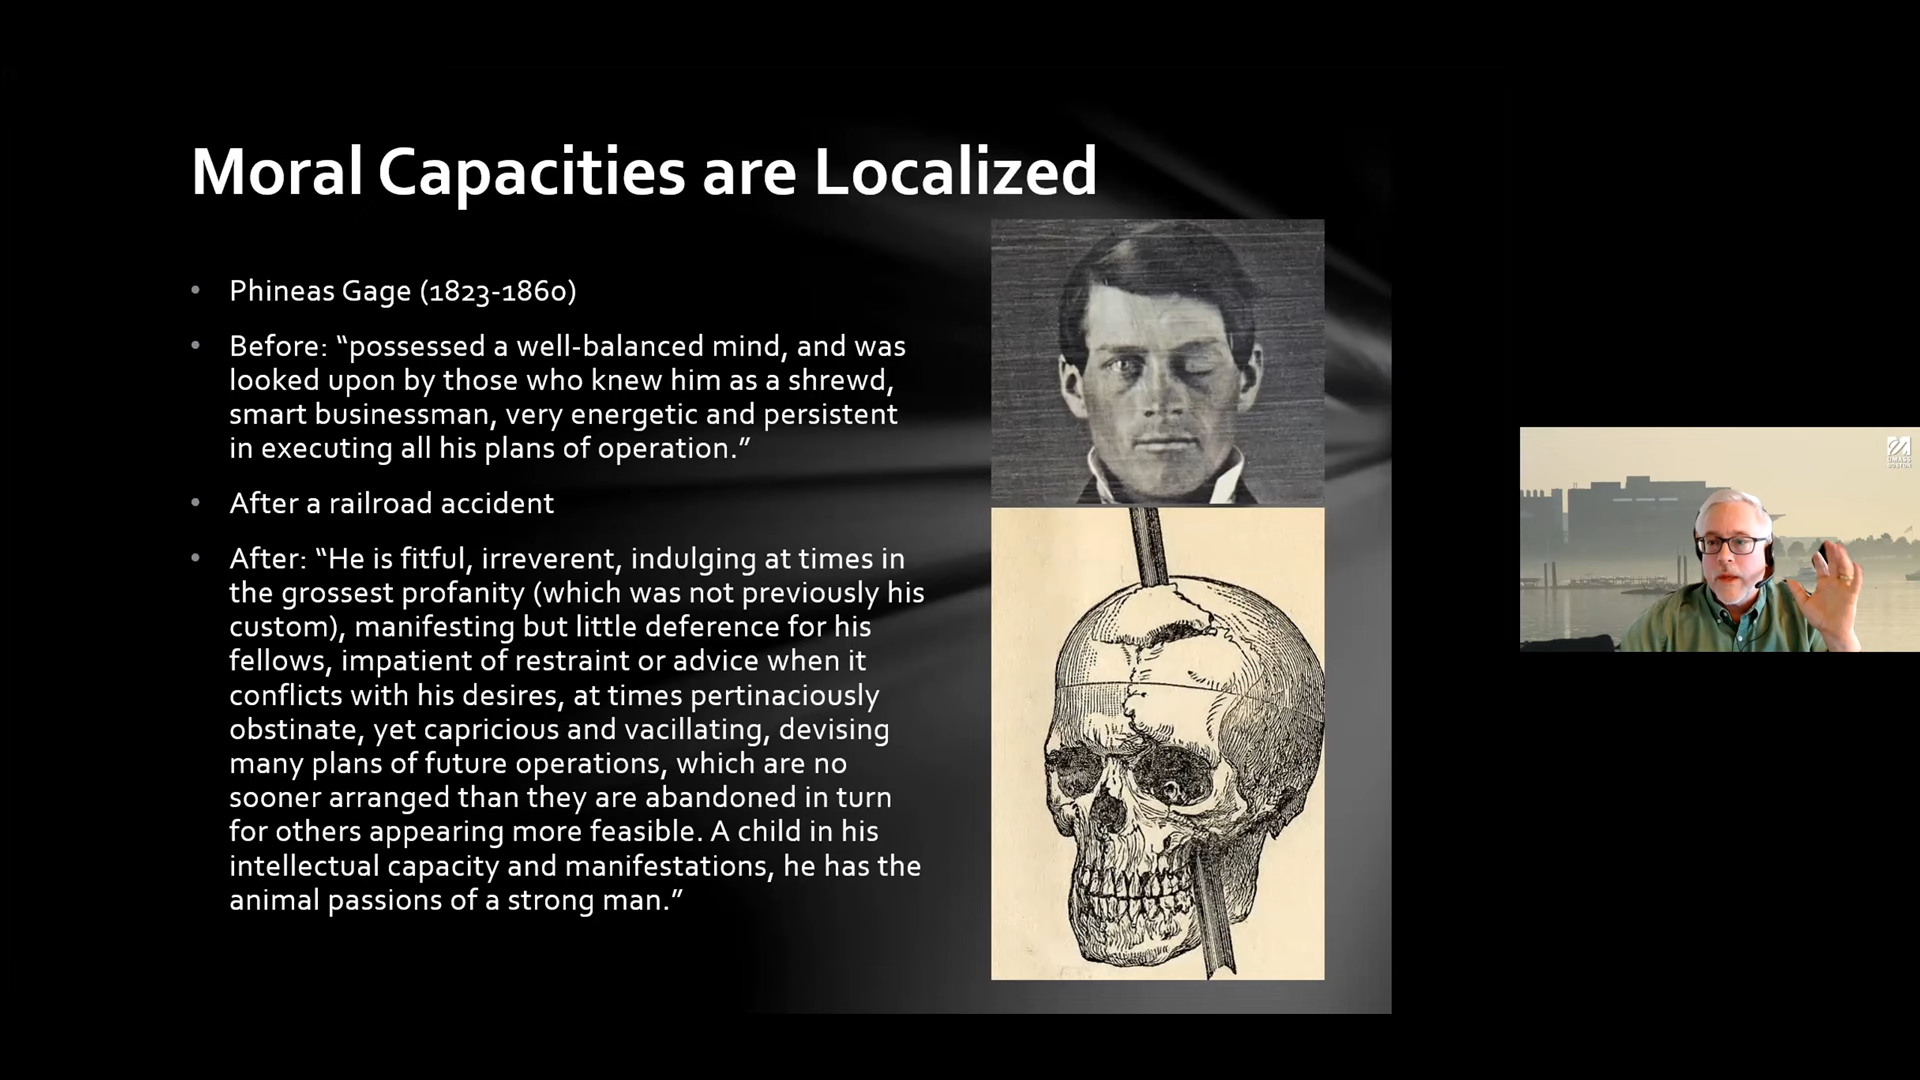 Moral Capacities are Localized
• Phineas Gage (1823-1860)
• Before: “possessed a well-balanced mind, and was
looked upon by those who knew him as a shrewd,
smart businessman, very energetic and persistent
in executing all his plans of operation.”
• After a railroad accident
• After: “He is fitful, irreverent, indulging at times in
the grossest profanity (which was not previously his
custom), manifesting but little deference for his
fellows, impatient of restraint or advice when it
conflicts with his desires, at times pertinaciously
obstinate, yet capricious and vacillating, devising
many plans of future operations, which are no
sooner arranged than they are abandoned in turn
for others appearing more feasible. A child in his
intellectual capacity and manifestations, he has the
animal passions of a strong man.”
UMASS
BOSTON